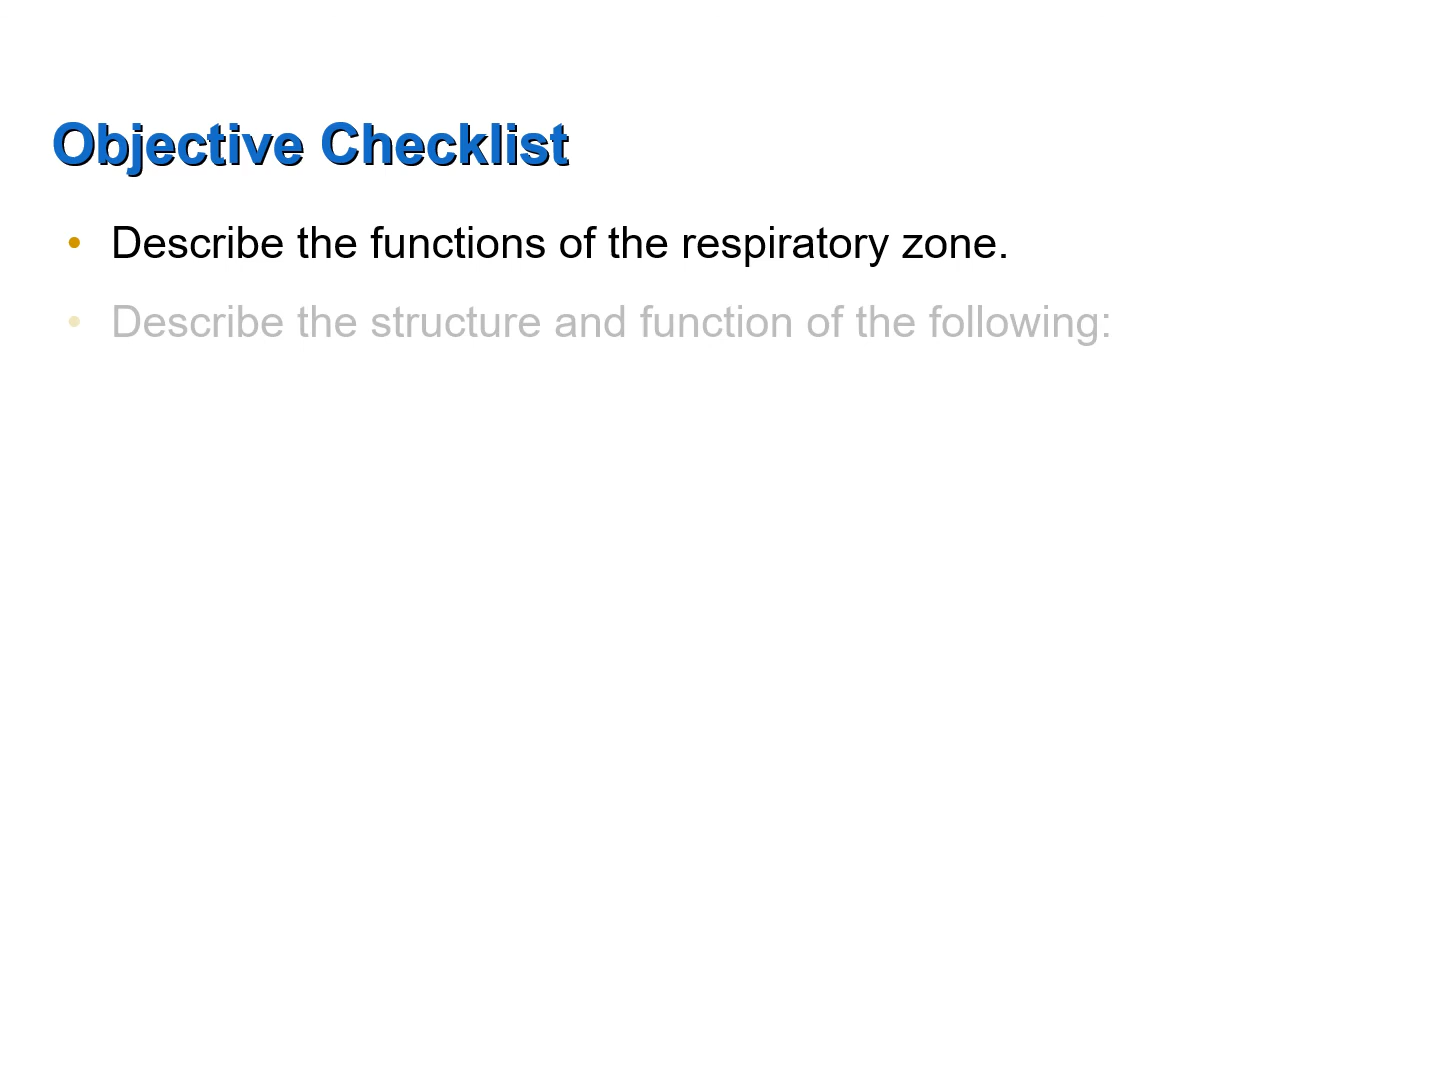 Objective Checklist
• Describe the functions of the respiratory zone.
• Describe the structure and function of the following: